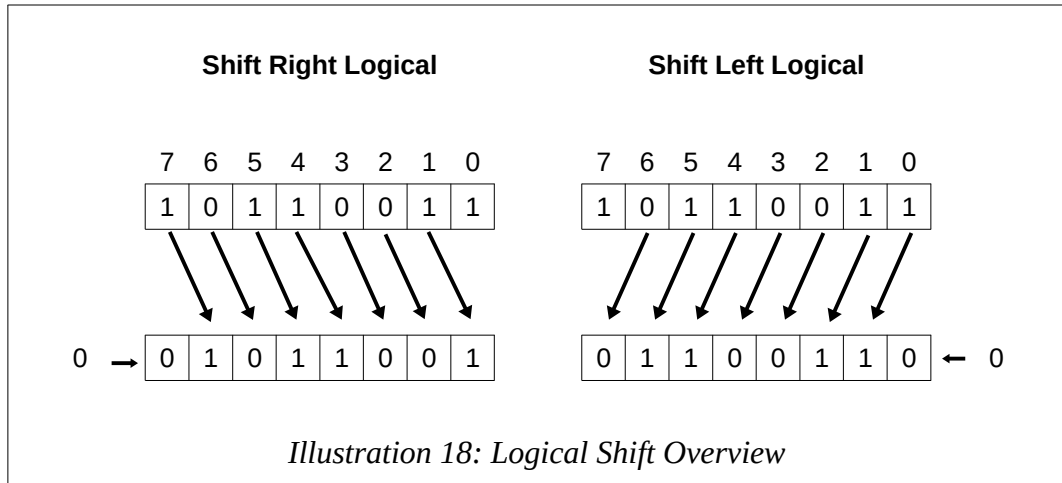 Shift Right Logical Shift Left Logical
7 6 5 4 3 2 1 0 7 6 5 4 3 2 1 0
1 0 1 1 0 0 1 1 1 0 1 1 0 0 1 1
0 0 1 0 1 1 0 0 1 0 1 1 0 0 1 1 0 0
Illustration 18: Logical Shift Overview